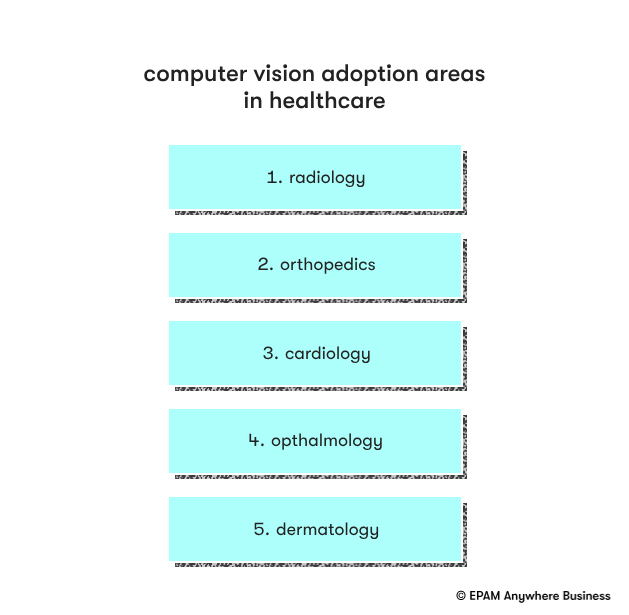 computer vision adoption areas
in healthcare
1. radiology
2. orthopedics
3. cardiology
4. opthalmology
5. dermatology
© EPAM Anywhere Business